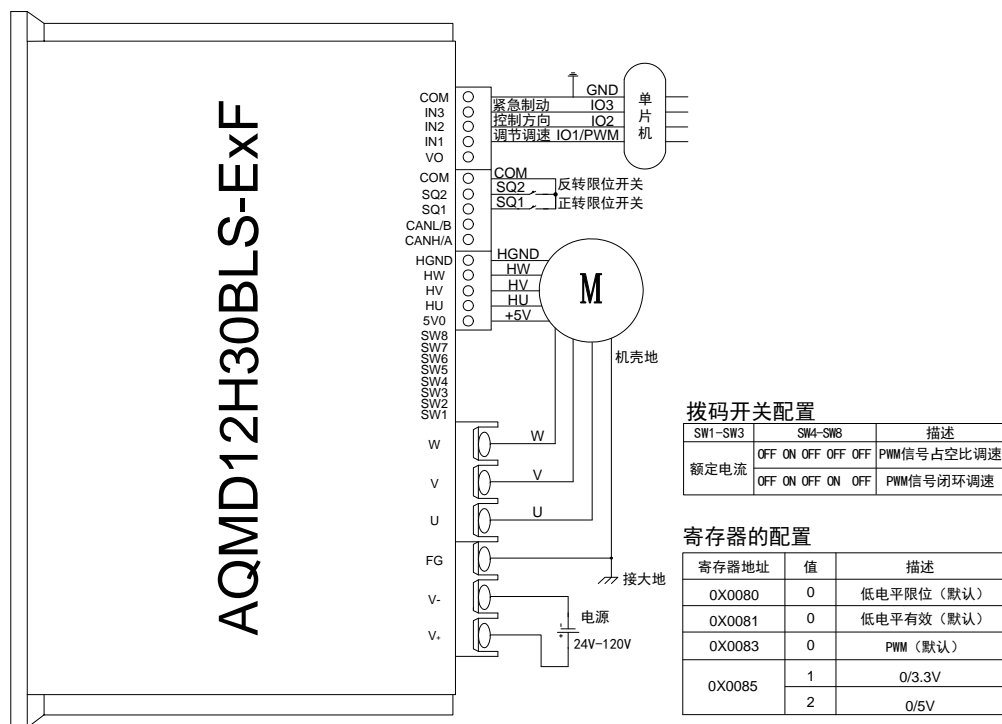 AQMD12H30BLS-ExF
COM
IN3
IN2
IN1
VO
COM
SQ2
SQ1
CANL/B
CANH/A
HGND
HW
HV
HU
5V0
SW8
SW7
SW6
SW5
SW4
SW3
SW2
SW1
W
V
U
FG
V-
V+
GND
紧急制动 IO3
控制方向 IO2
调节调速 IO1/PWM
单片机
COM
SQ2 反转限位开关
SQ1 正转限位开关
HGND
HW
HV
HU
+5V
M
机壳地
W
V
U
接大地
电源
- +
24V-120V
拨码开关配置
SW1-SW3 SW4-SW8 描述
额定电流 OFF ON OFF OFF OFF PWM信号占空比调速
OFF ON OFF ON OFF PWM信号闭环调速
寄存器的配置
寄存器地址 值 描述
0X0080 0 低电平限位（默认）
0X0081 0 低电平有效（默认）
0X0083 0 PWM（默认）
0X0085 1 0/3.3V
2 0/5V